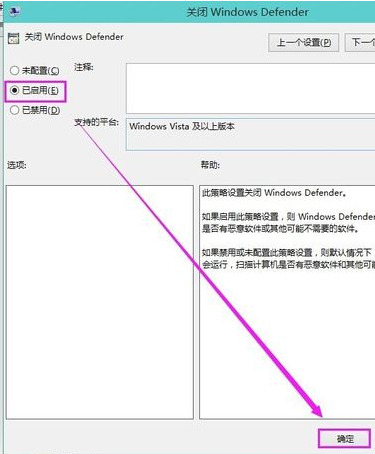 关闭 Windows Defender
关闭 Windows Defender
上一个设置(P)
下一个
未配置(C)
注释:
已启用(E)
已禁用(D)
支持的平台:
Windows Vista 及以上版本
选项:
帮助:
此策略设置关闭 Windows Defender。
如果启用此策略设置，则 Windows Defender
是否有恶意软件或其他可能不需要的软件。
如果禁用或未配置此策略设置，则默认情况下
会运行，扫描计算机是否有恶意软件和其他可
确定